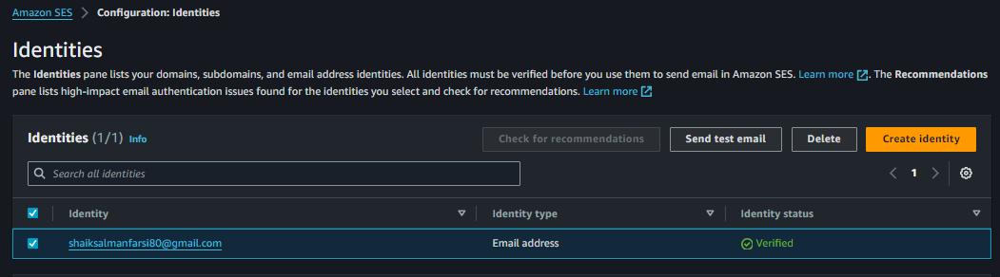 Amazon SES > Configuration: Identities
Identities
The Identities pane lists your domains, subdomains, and email address identities. All identities must be verified before you use them to send email in Amazon SES. Learn more. The Recommendations
pane lists high-impact email authentication issues found for the identities you select and check for recommendations. Learn more
Identities (1/1) Info Check for recommendations Send test email Delete Create identity
Search all identities < 1 >
Identity Identity type Identity status
shaiksalmanfarsi80@gmail.com Email address Verified